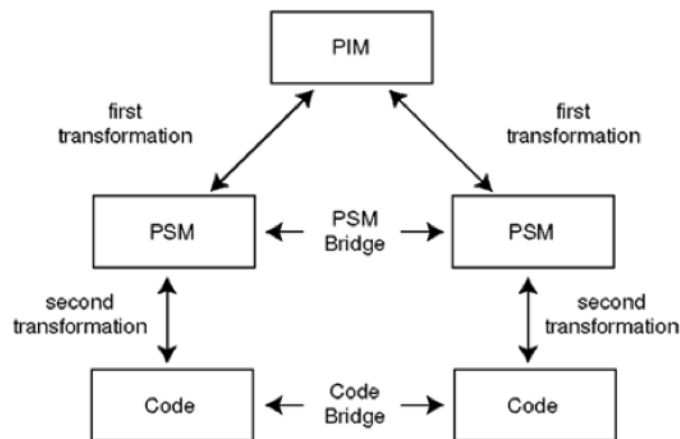 PIM
first
transformation
first
transformation
PSM
PSM
Bridge
PSM
second
transformation
second
transformation
Code
Code
Bridge
Code